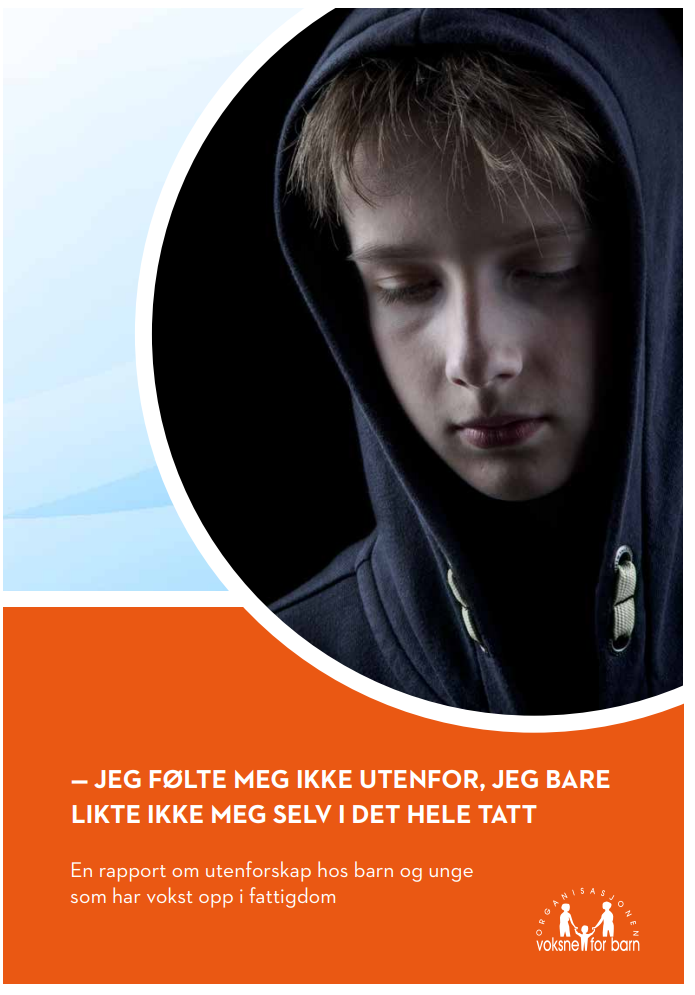 – JEG FØLTE MEG IKKE UTENFOR, JEG BARE
LIKTE IKKE MEG SELV I DET HELE TATT
En rapport om utenforskap hos barn og unge
som har vokst opp i fattigdom
ORGANISASJONEN
voksne for barn